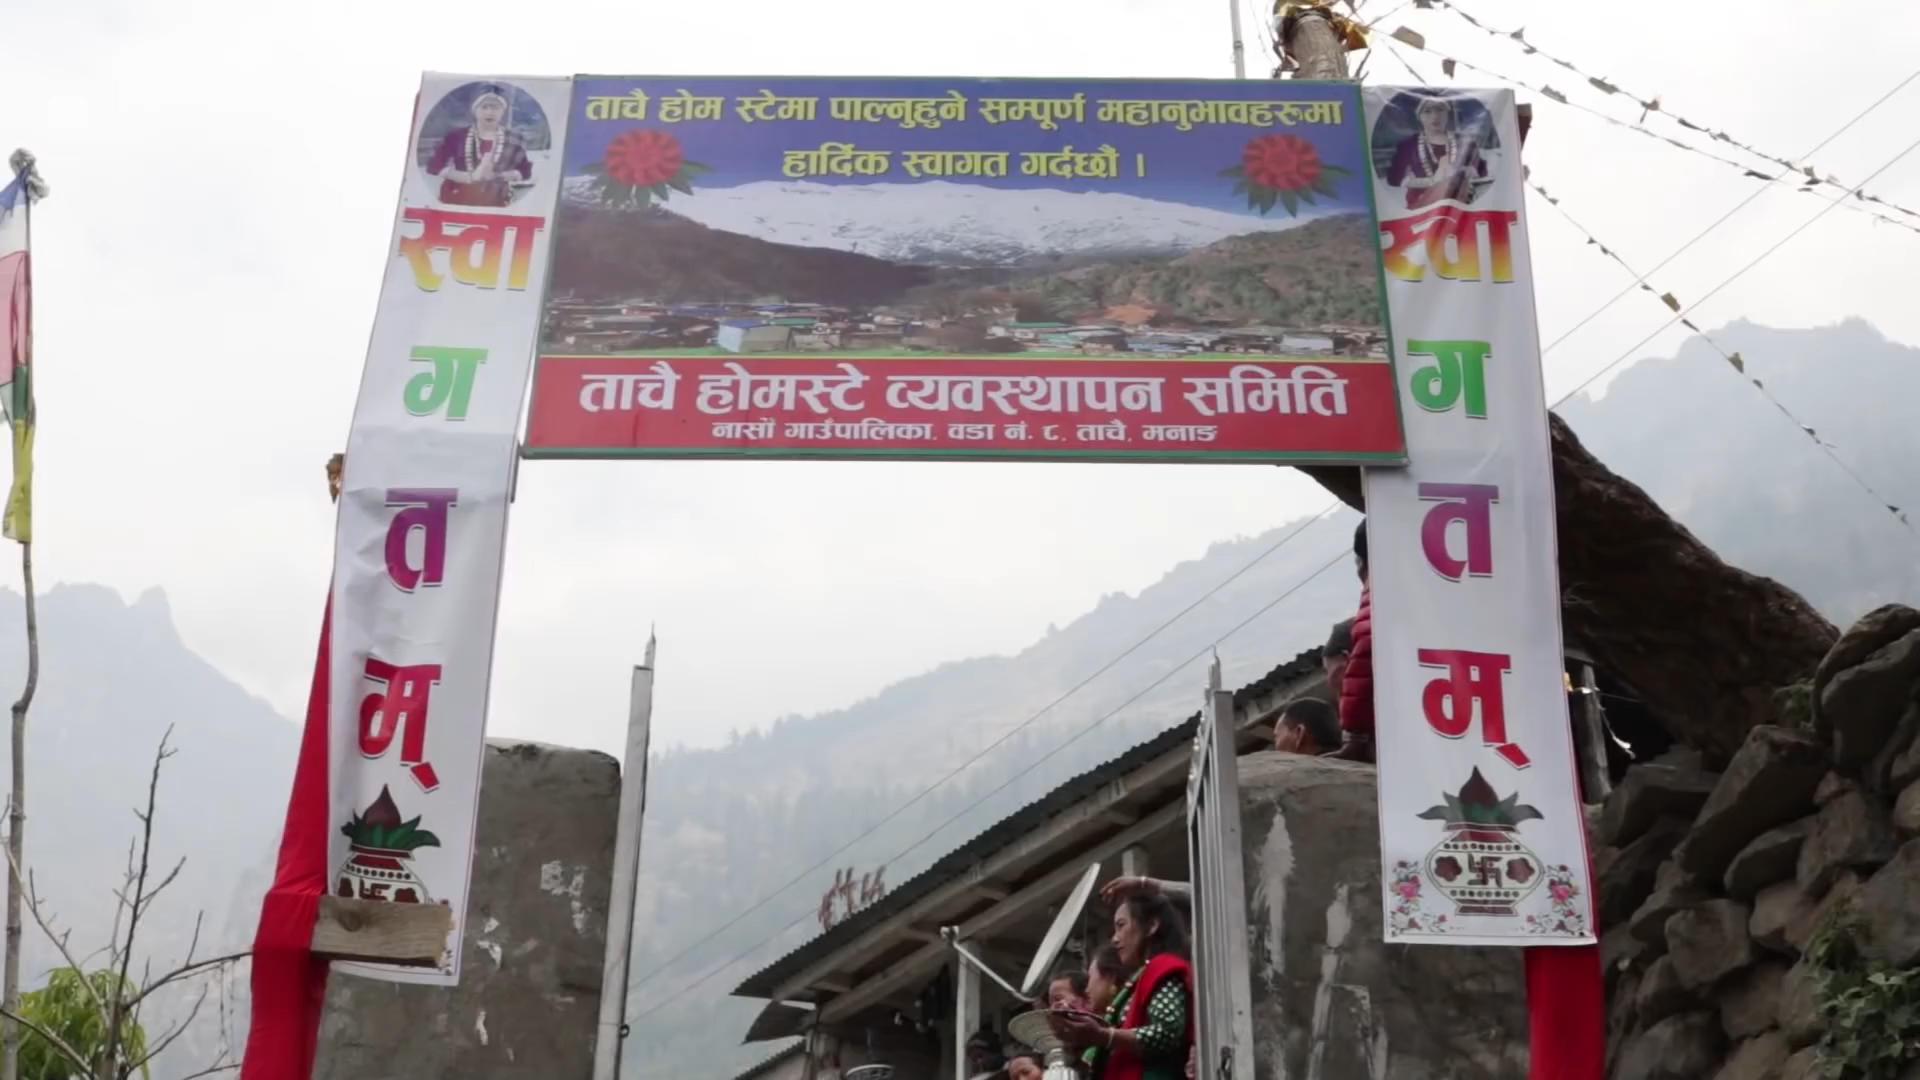 ताचै होम स्टेमा पाल्नुहुने सम्पूर्ण महानुभावहरूमा
हार्दिक स्वागत गर्दछौं ।
ताचै होमस्टे व्यवस्थापन समिति
नासोँ गाउँपालिका, वडा नं. ८, ताचै, मनाङ
स्वा
ग
त
म्
स्वा
ग
त
म्